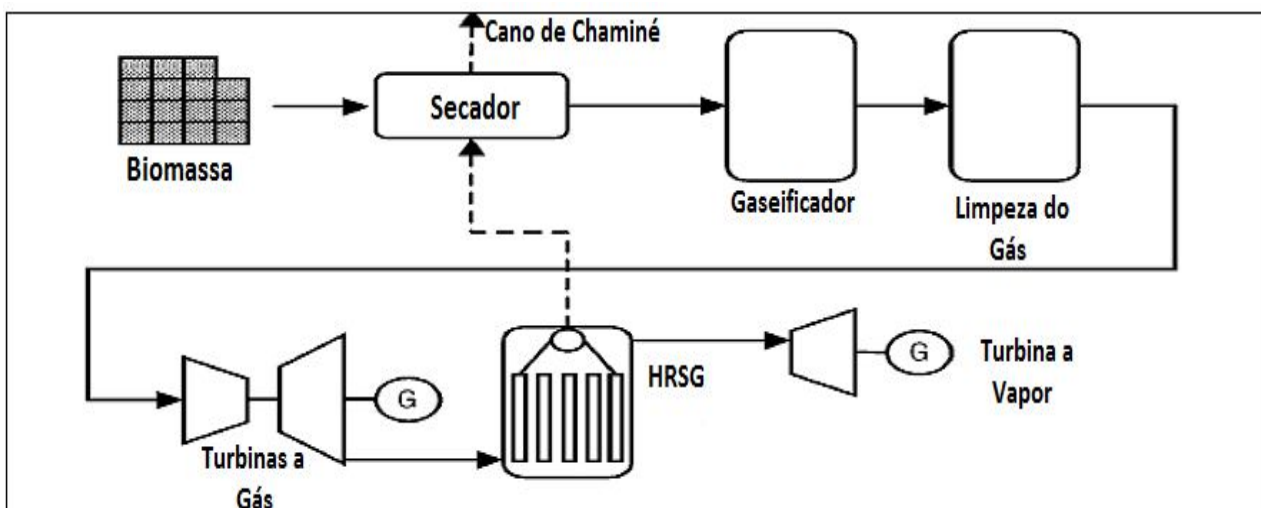 Cano de Chaminé
Secador
Biomassa
Gaseificador
Limpeza do
Gás
HRSG
G
Turbina a
Vapor
G
Turbinas a
Gás